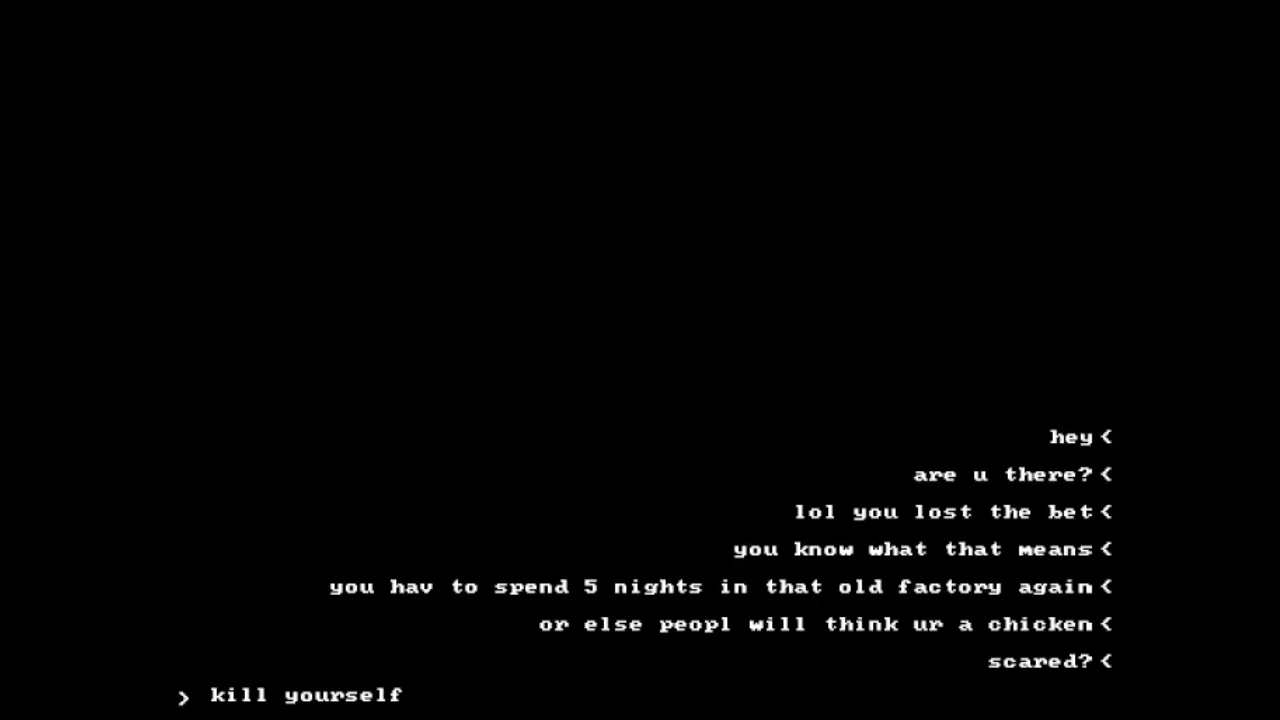 hey <
are u there? <
lol you lost the bet <
you know what that means <
you hav to spend 5 nights in that old factory again <
or else peopl will think ur a chicken <
scared? <
> kill yourself